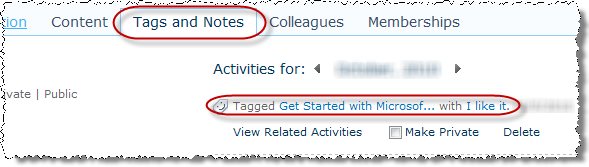 ion Content Tags and Notes Colleagues Memberships
Activities for:
vate | Public
Tagged Get Started with Microsof... with I like it.
View Related Activities Make Private Delete